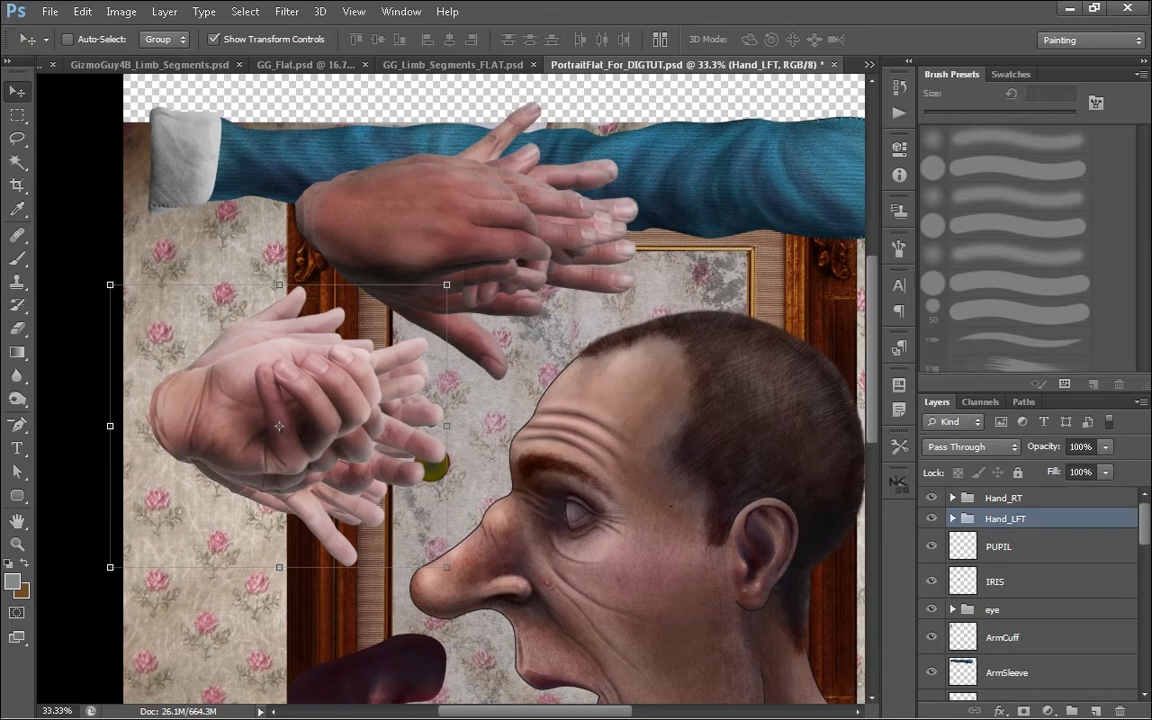 Ps File Edit Image Layer Type Select Filter 3D View Window Help
Auto-Select: Group Show Transform Controls 3D Mode: Painting
GizmoGuy4B_Limb_Segments.psd × GG_Flat.psd @ 16.7... × GG_Limb_Segments_FLAT.psd × PortraitFlat_For_DIGTUT.psd @ 33.3% (Hand_LFT, RGB/8) * ×
Brush Presets Swatches
Size:
50
Layers Channels Paths
Kind
Pass Through Opacity: 100%
Lock: Fill: 100%
Hand_RT
Hand_LFT
PUPIL
IRIS
eye
ArmCuff
ArmSleeve
33.33% Doc: 26.1M/664.3M